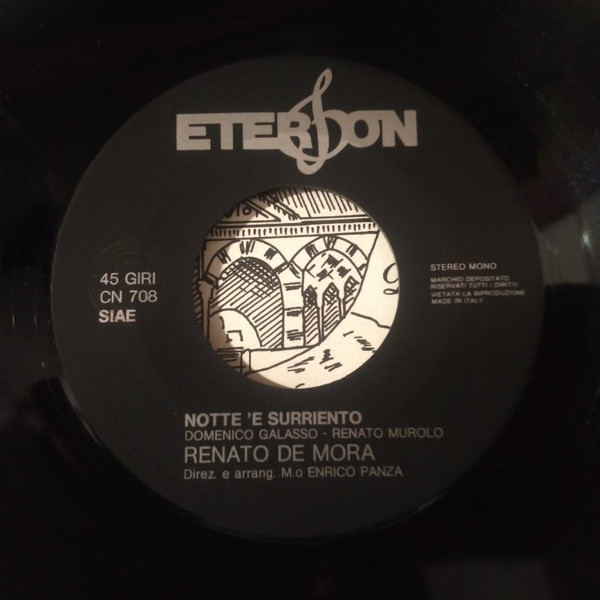 ETERSON
45 GIRI
CN 708
SIAE
STEREO MONO
MARCHIO DEPOSITATO
RISERVATI TUTTI I DIRITTI
VIETATA LA RIPRODUZIONE
MADE IN ITALY
NOTTE 'E SURRIENTO
DOMENICO GALASSO - RENATO MUROLO
RENATO DE MORA
Direz. e arrang. M.o ENRICO PANZA